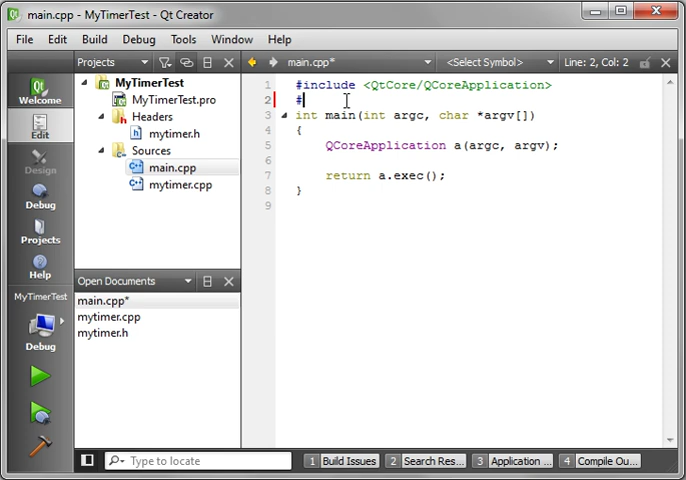 main.cpp - MyTimerTest - Qt Creator
File Edit Build Debug Tools Window Help
Projects main.cpp* <Select Symbol> Line: 2, Col: 2
Welcome
Edit
Design
Debug
Projects
Help
MyTimerTest
Debug
MyTimerTest
MyTimerTest.pro
Headers
mytimer.h
Sources
main.cpp
mytimer.cpp
Open Documents
main.cpp*
mytimer.cpp
mytimer.h
1 #include <QtCore/QCoreApplication>
2 #
3 int main(int argc, char *argv[])
4 {
5 QCoreApplication a(argc, argv);
6
7 return a.exec();
8 }
9
Type to locate 1 Build Issues 2 Search Res... 3 Application ... 4 Compile Ou...